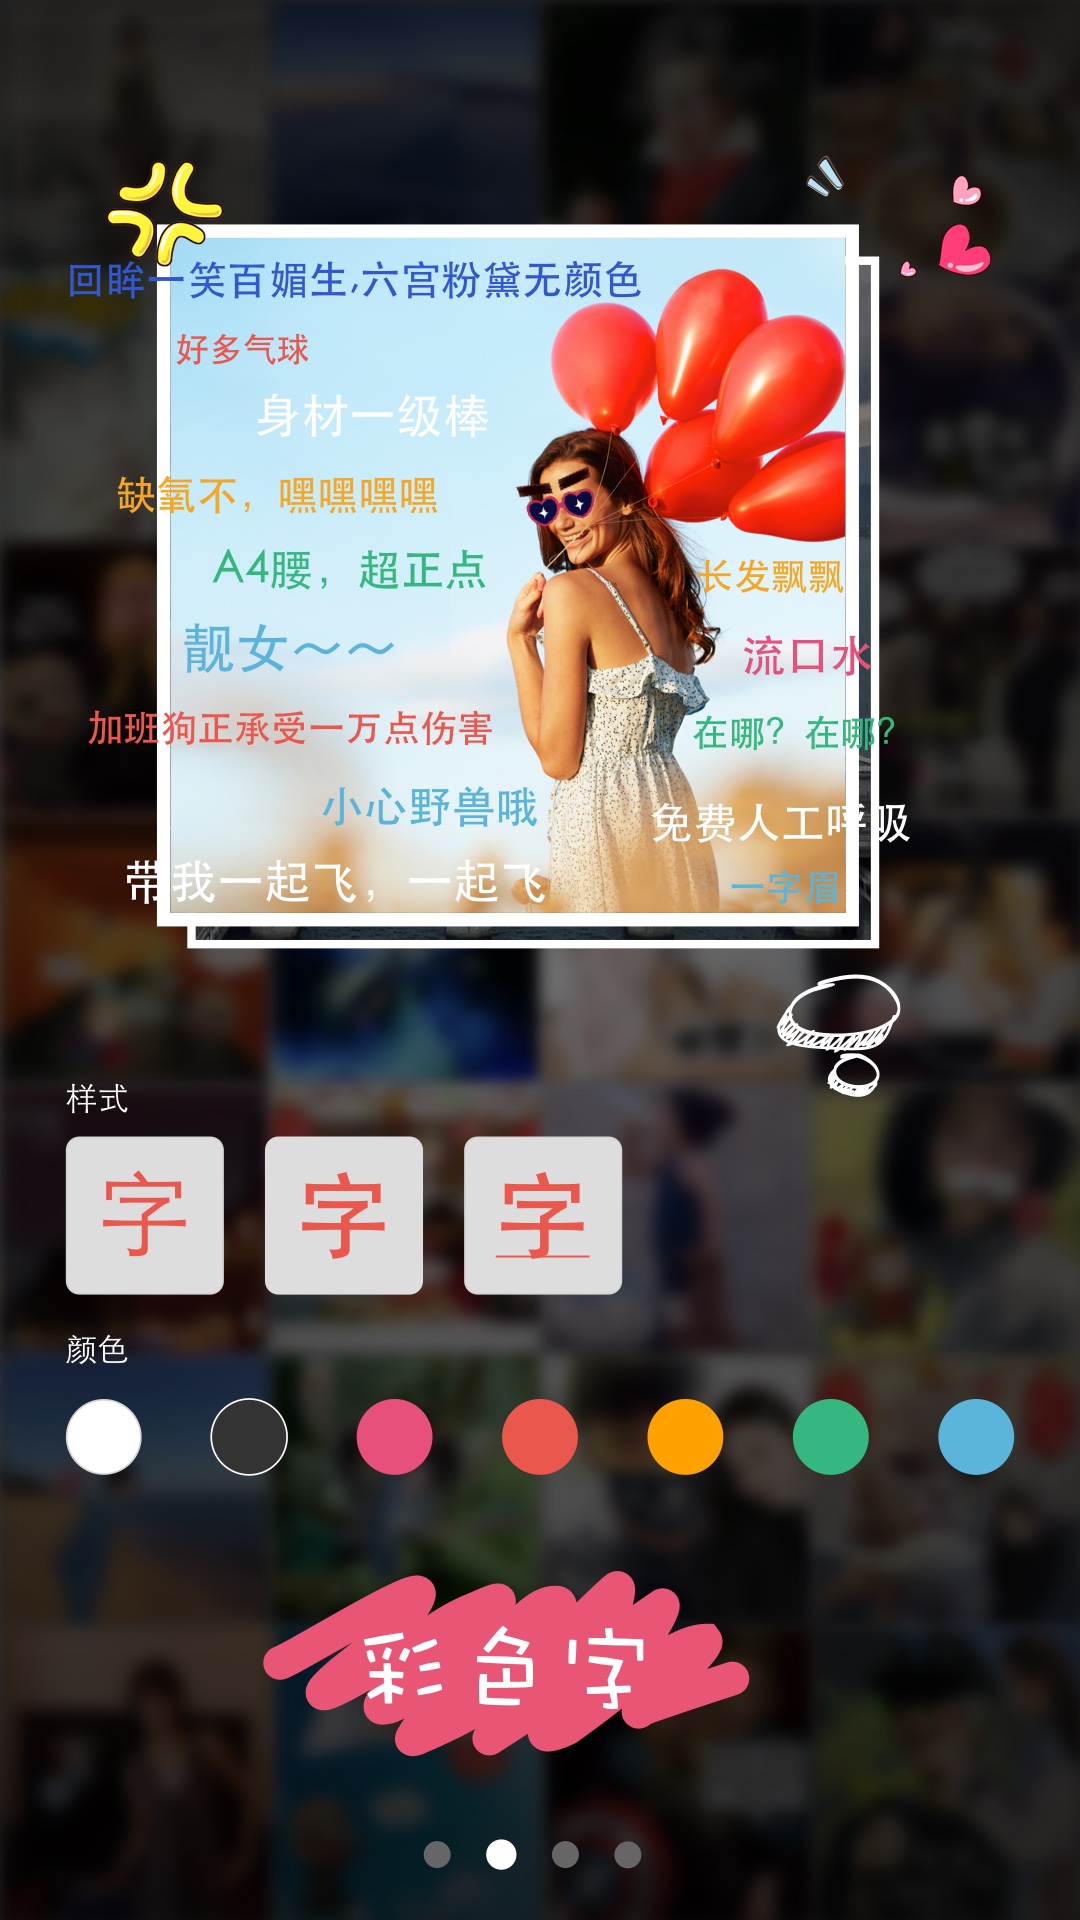 回眸一笑百媚生,六宫粉黛无颜色
好多气球
身材一级棒
缺氧不，嘿嘿嘿嘿
A4腰，超正点
长发飘飘
靓女～～
流口水
加班狗正承受一万点伤害
在哪？在哪？
小心野兽哦
免费人工呼吸
带我一起飞，一起飞
一字眉
样式
字 字 字
颜色
彩色字